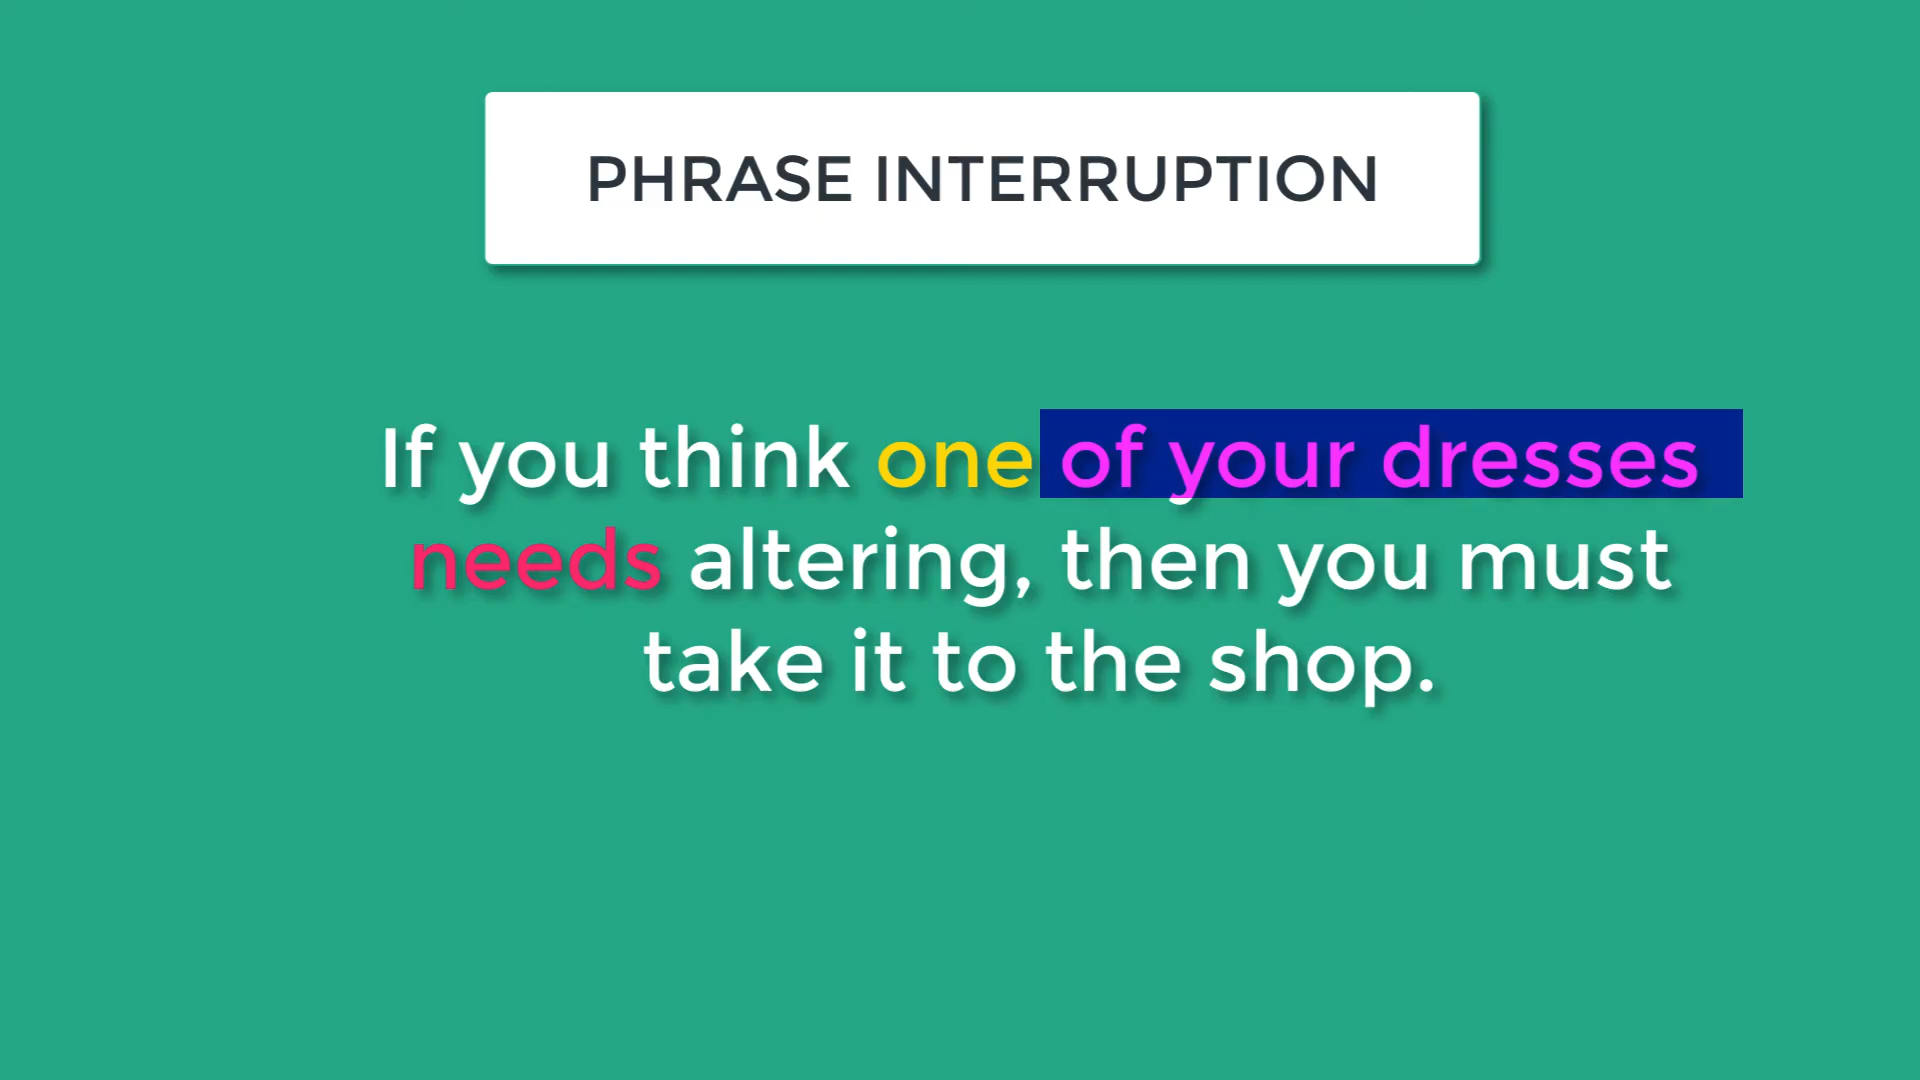 PHRASE INTERRUPTION
If you think one of your dresses
needs altering, then you must
take it to the shop.